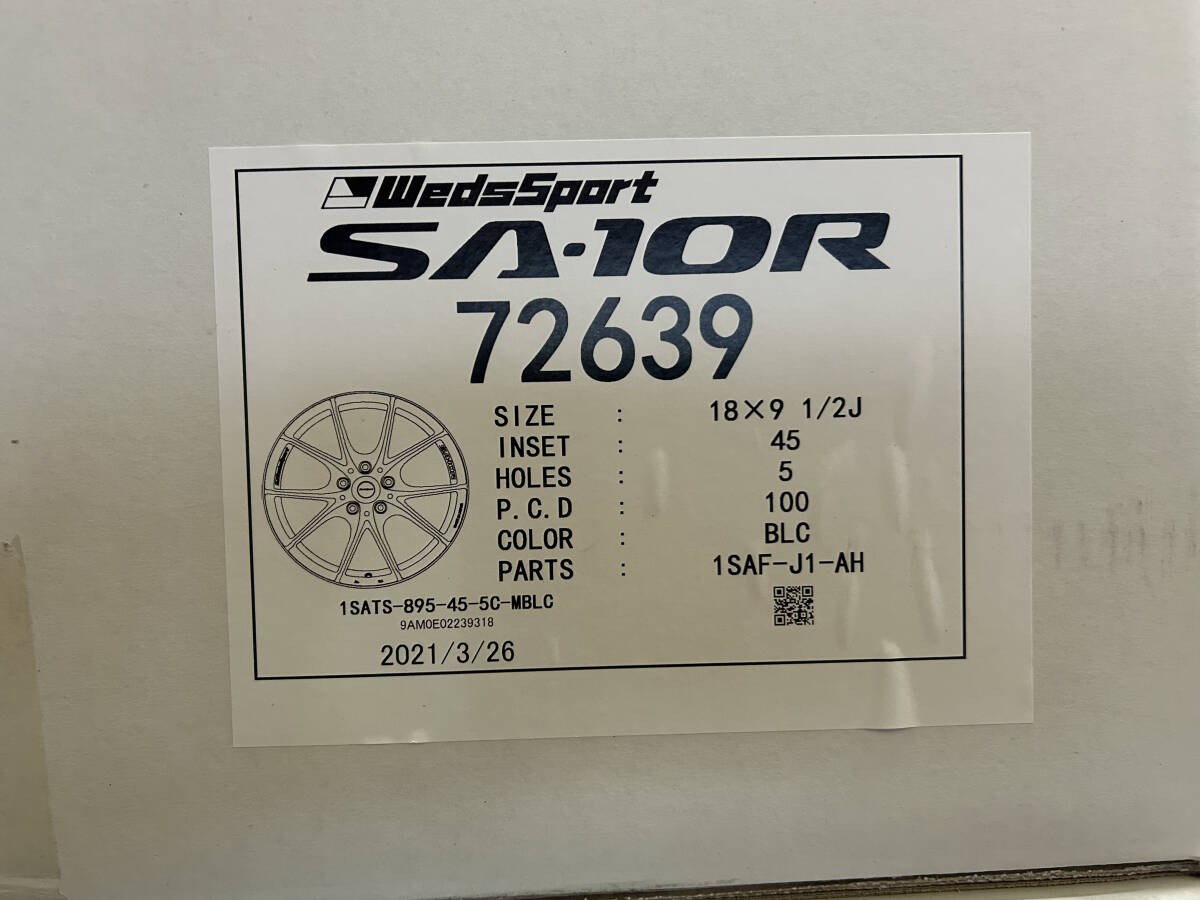 WedsSport
SA-10R
72639
SIZE : 18×9 1/2J
INSET : 45
HOLES : 5
P.C.D : 100
COLOR : BLC
PARTS : 1SAF-J1-AH
1SATS-895-45-5C-MBLC
9AM0E02239318
2021/3/26